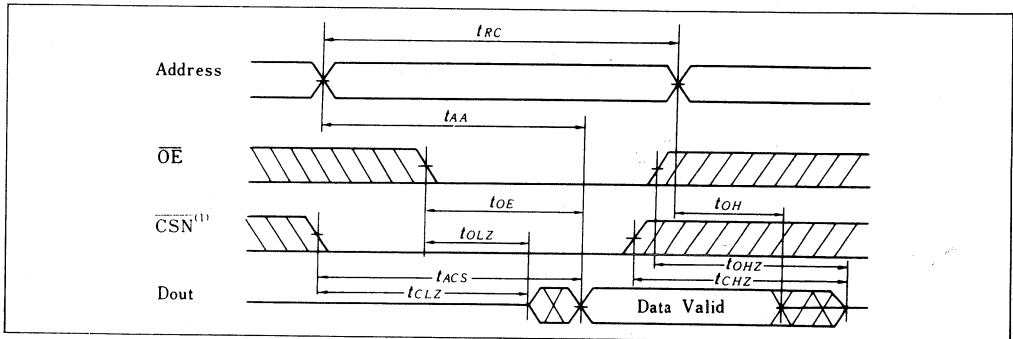 tRC
Address
tAA
OE
tOH
tOE
CSN(1)
tOLZ
tOHZ
tACS
tCHZ
tCLZ
Dout
Data Valid